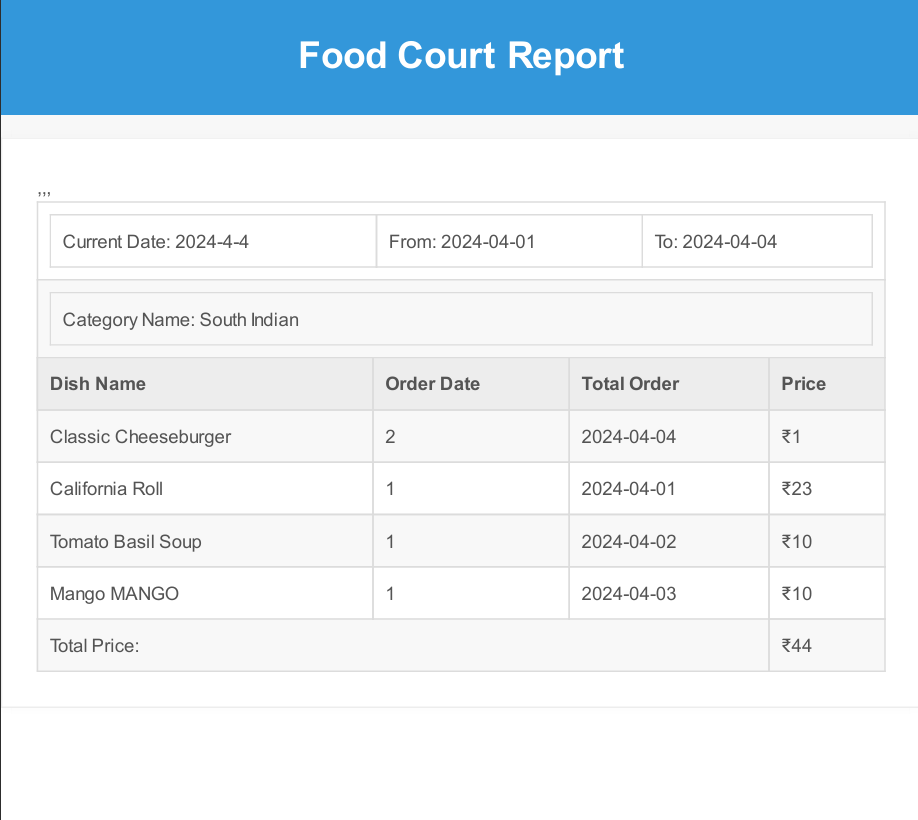 Food Court Report
,,,
Current Date: 2024-4-4 From: 2024-04-01 To: 2024-04-04
Category Name: South Indian
Dish Name Order Date Total Order Price
Classic Cheeseburger 2 2024-04-04 ₹1
California Roll 1 2024-04-01 ₹23
Tomato Basil Soup 1 2024-04-02 ₹10
Mango MANGO 1 2024-04-03 ₹10
Total Price: ₹44